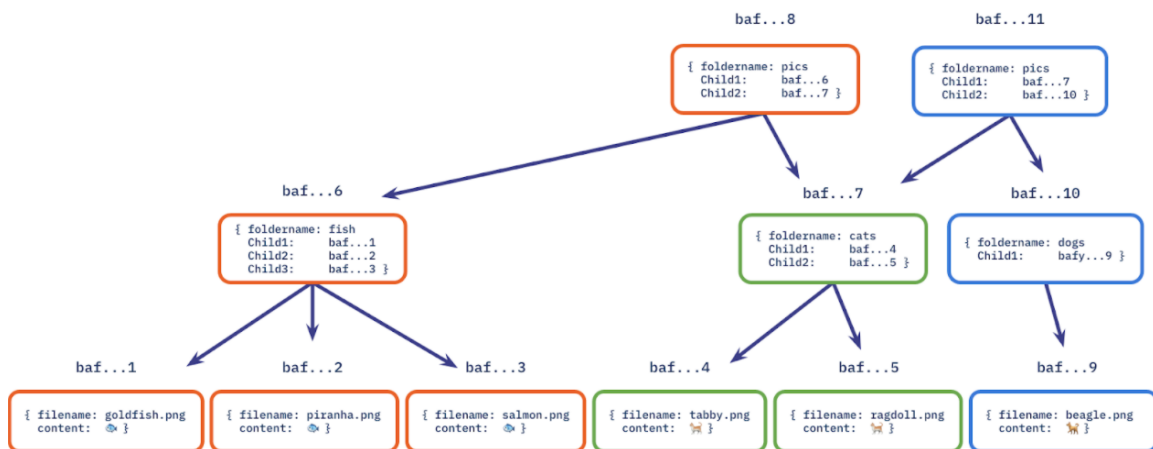 baf...8
baf...11
{ foldername: pics
Child1: baf...6
Child2: baf...7 }
{ foldername: pics
Child1: baf...7
Child2: baf...10 }
baf...6
baf...7
baf...10
{ foldername: fish
Child1: baf...1
Child2: baf...2
Child3: baf...3 }
{ foldername: cats
Child1: baf...4
Child2: baf...5 }
{ foldername: dogs
Child1: bafy...9 }
baf...1
baf...2
baf...3
baf...4
baf...5
baf...9
{ filename: goldfish.png
content: 🐟 }
{ filename: piranha.png
content: 🐟 }
{ filename: salmon.png
content: 🐟 }
{ filename: tabby.png
content: 🐈 }
{ filename: ragdoll.png
content: 🐈 }
{ filename: beagle.png
content: 🐕 }